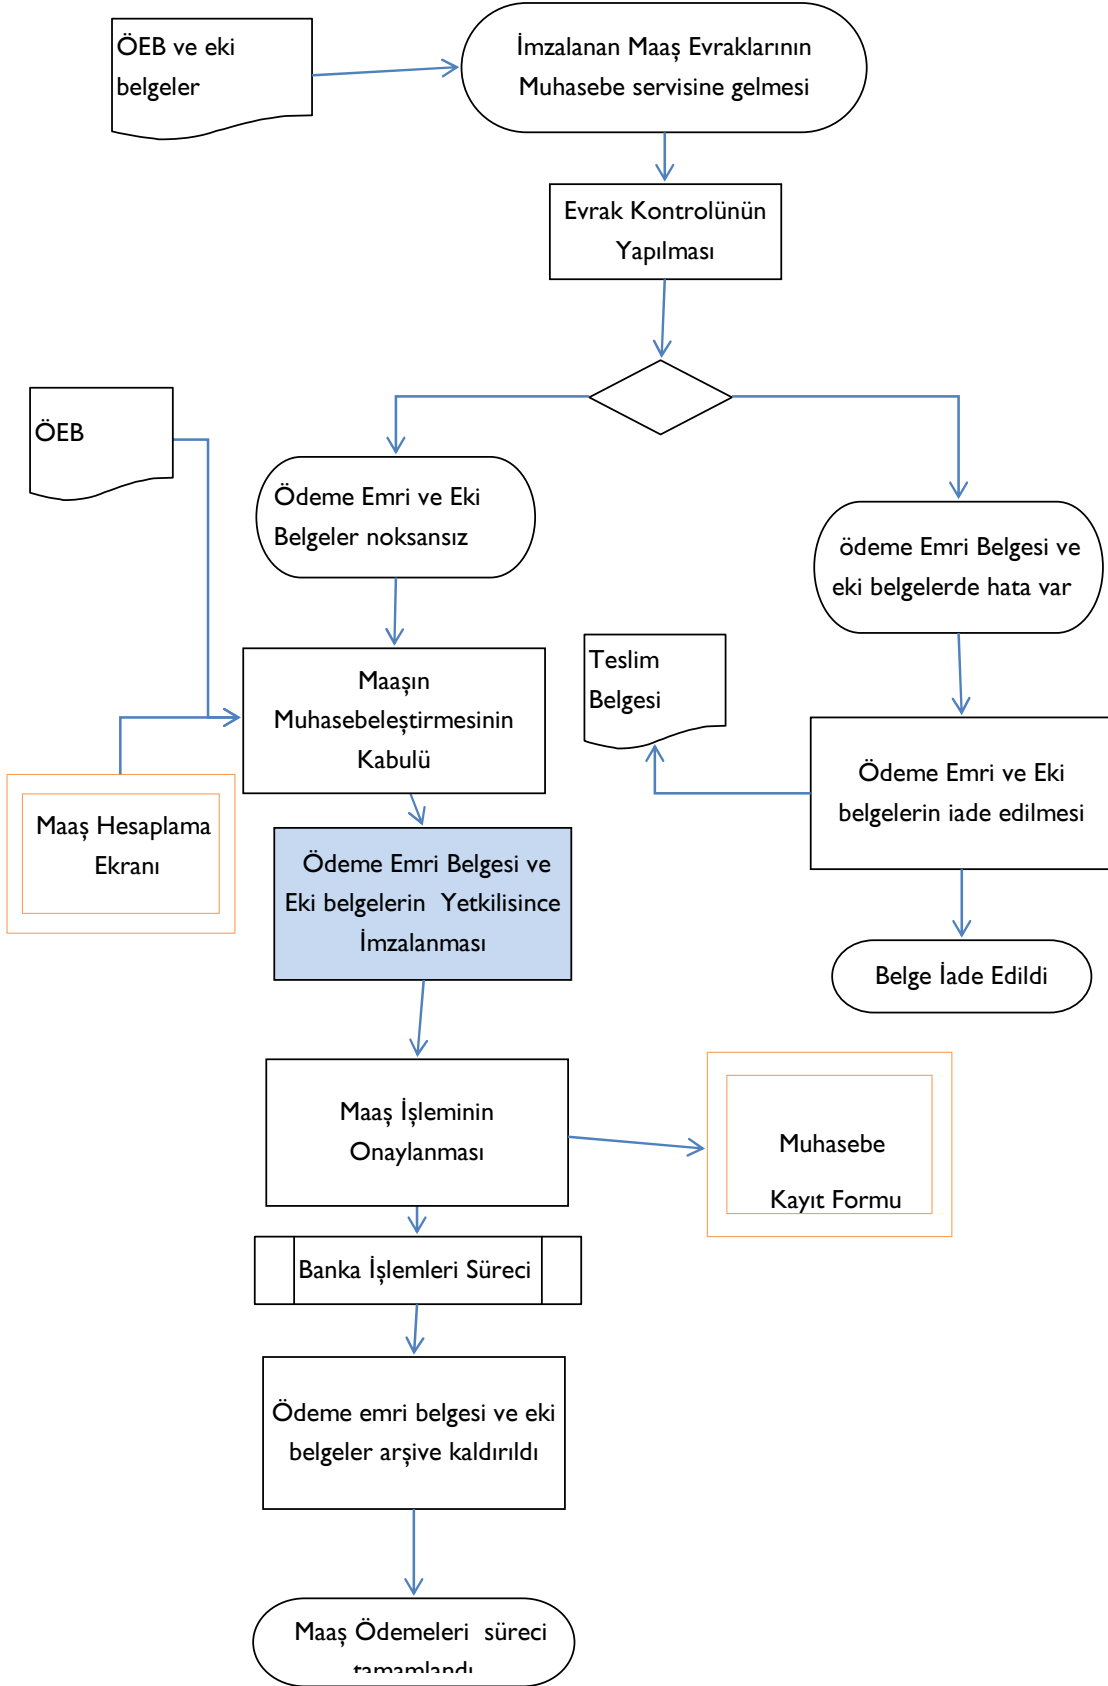 ÖEB ve eki
belgeler
İmzalanan Maaş Evraklarının
Muhasebe servisine gelmesi
Evrak Kontrolünün
Yapılması
ÖEB
Ödeme Emri ve Eki
Belgeler noksansız
ödeme Emri Belgesi ve
eki belgelerde hata var
Teslim
Belgesi
Maaşın
Muhasebeleştirmesinin
Kabulü
Ödeme Emri ve Eki
belgelerin iade edilmesi
Maaş Hesaplama
Ekranı
Ödeme Emri Belgesi ve
Eki belgelerin Yetkilisince
İmzalanması
Belge İade Edildi
Maaş İşleminin
Onaylanması
Muhasebe
Kayıt Formu
Banka İşlemleri Süreci
Ödeme emri belgesi ve eki
belgeler arşive kaldırıldı
Maaş Ödemeleri süreci
tamamlandı